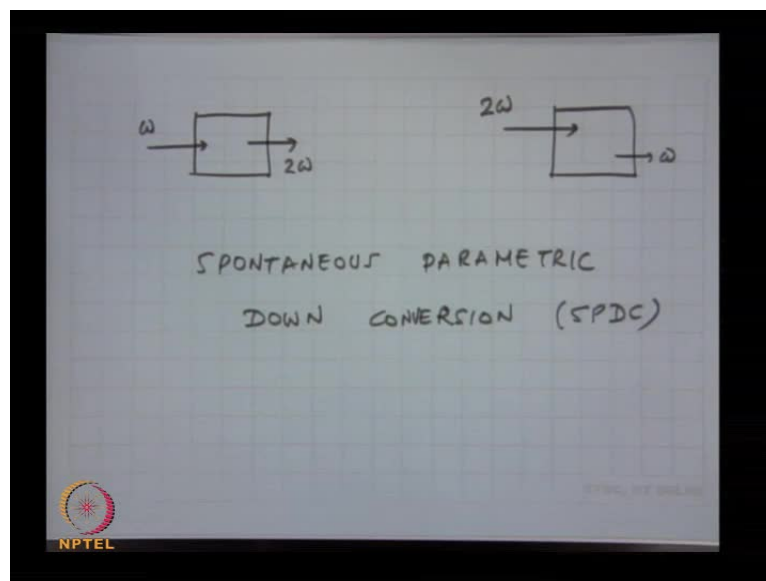 ω
2ω
2ω
ω
SPONTANEOUS PARAMETRIC
DOWN CONVERSION (SPDC)
NPTEL